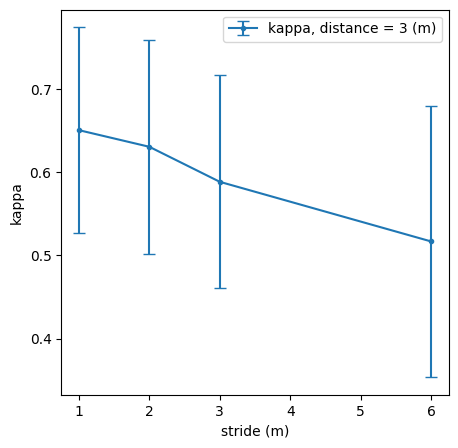 kappa, distance = 3 (m)
kappa
0.7
0.6
0.5
0.4
1 2 3 4 5 6
stride (m)